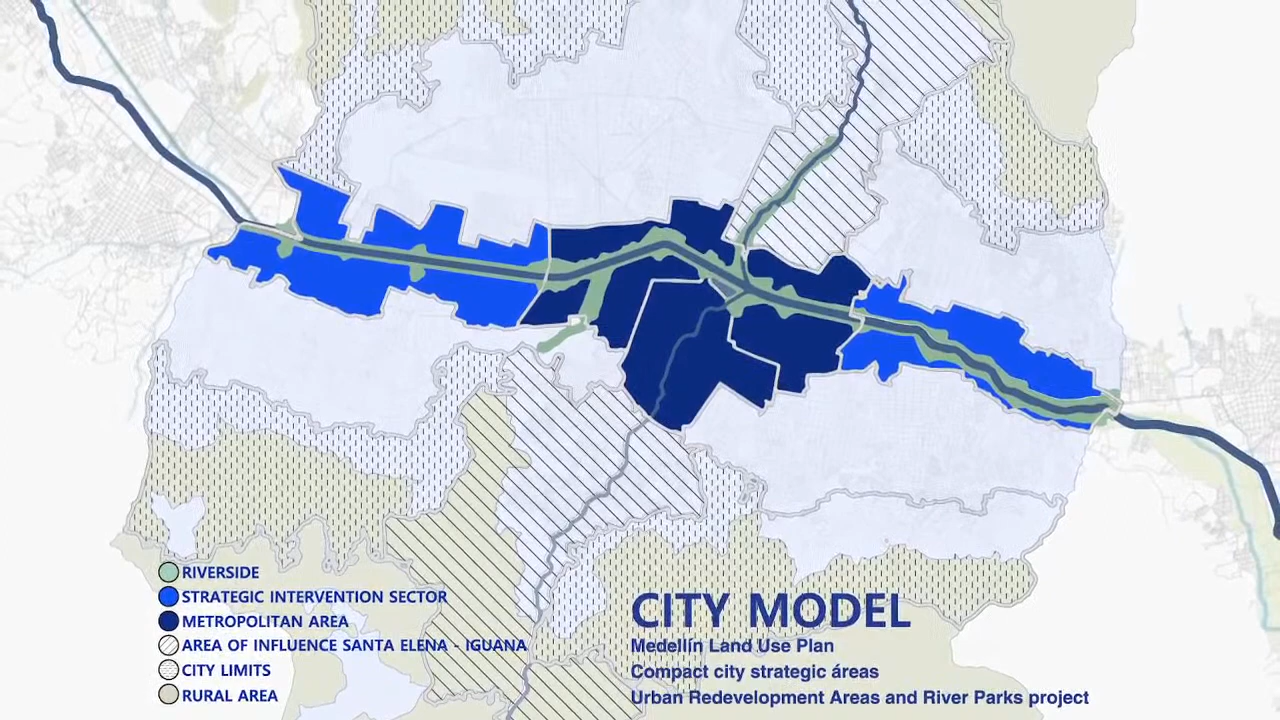 RIVERSIDE
STRATEGIC INTERVENTION SECTOR
METROPOLITAN AREA
AREA OF INFLUENCE SANTA ELENA - IGUANA
CITY LIMITS
RURAL AREA
CITY MODEL
Medellín Land Use Plan
Compact city strategic áreas
Urban Redevelopment Areas and River Parks project